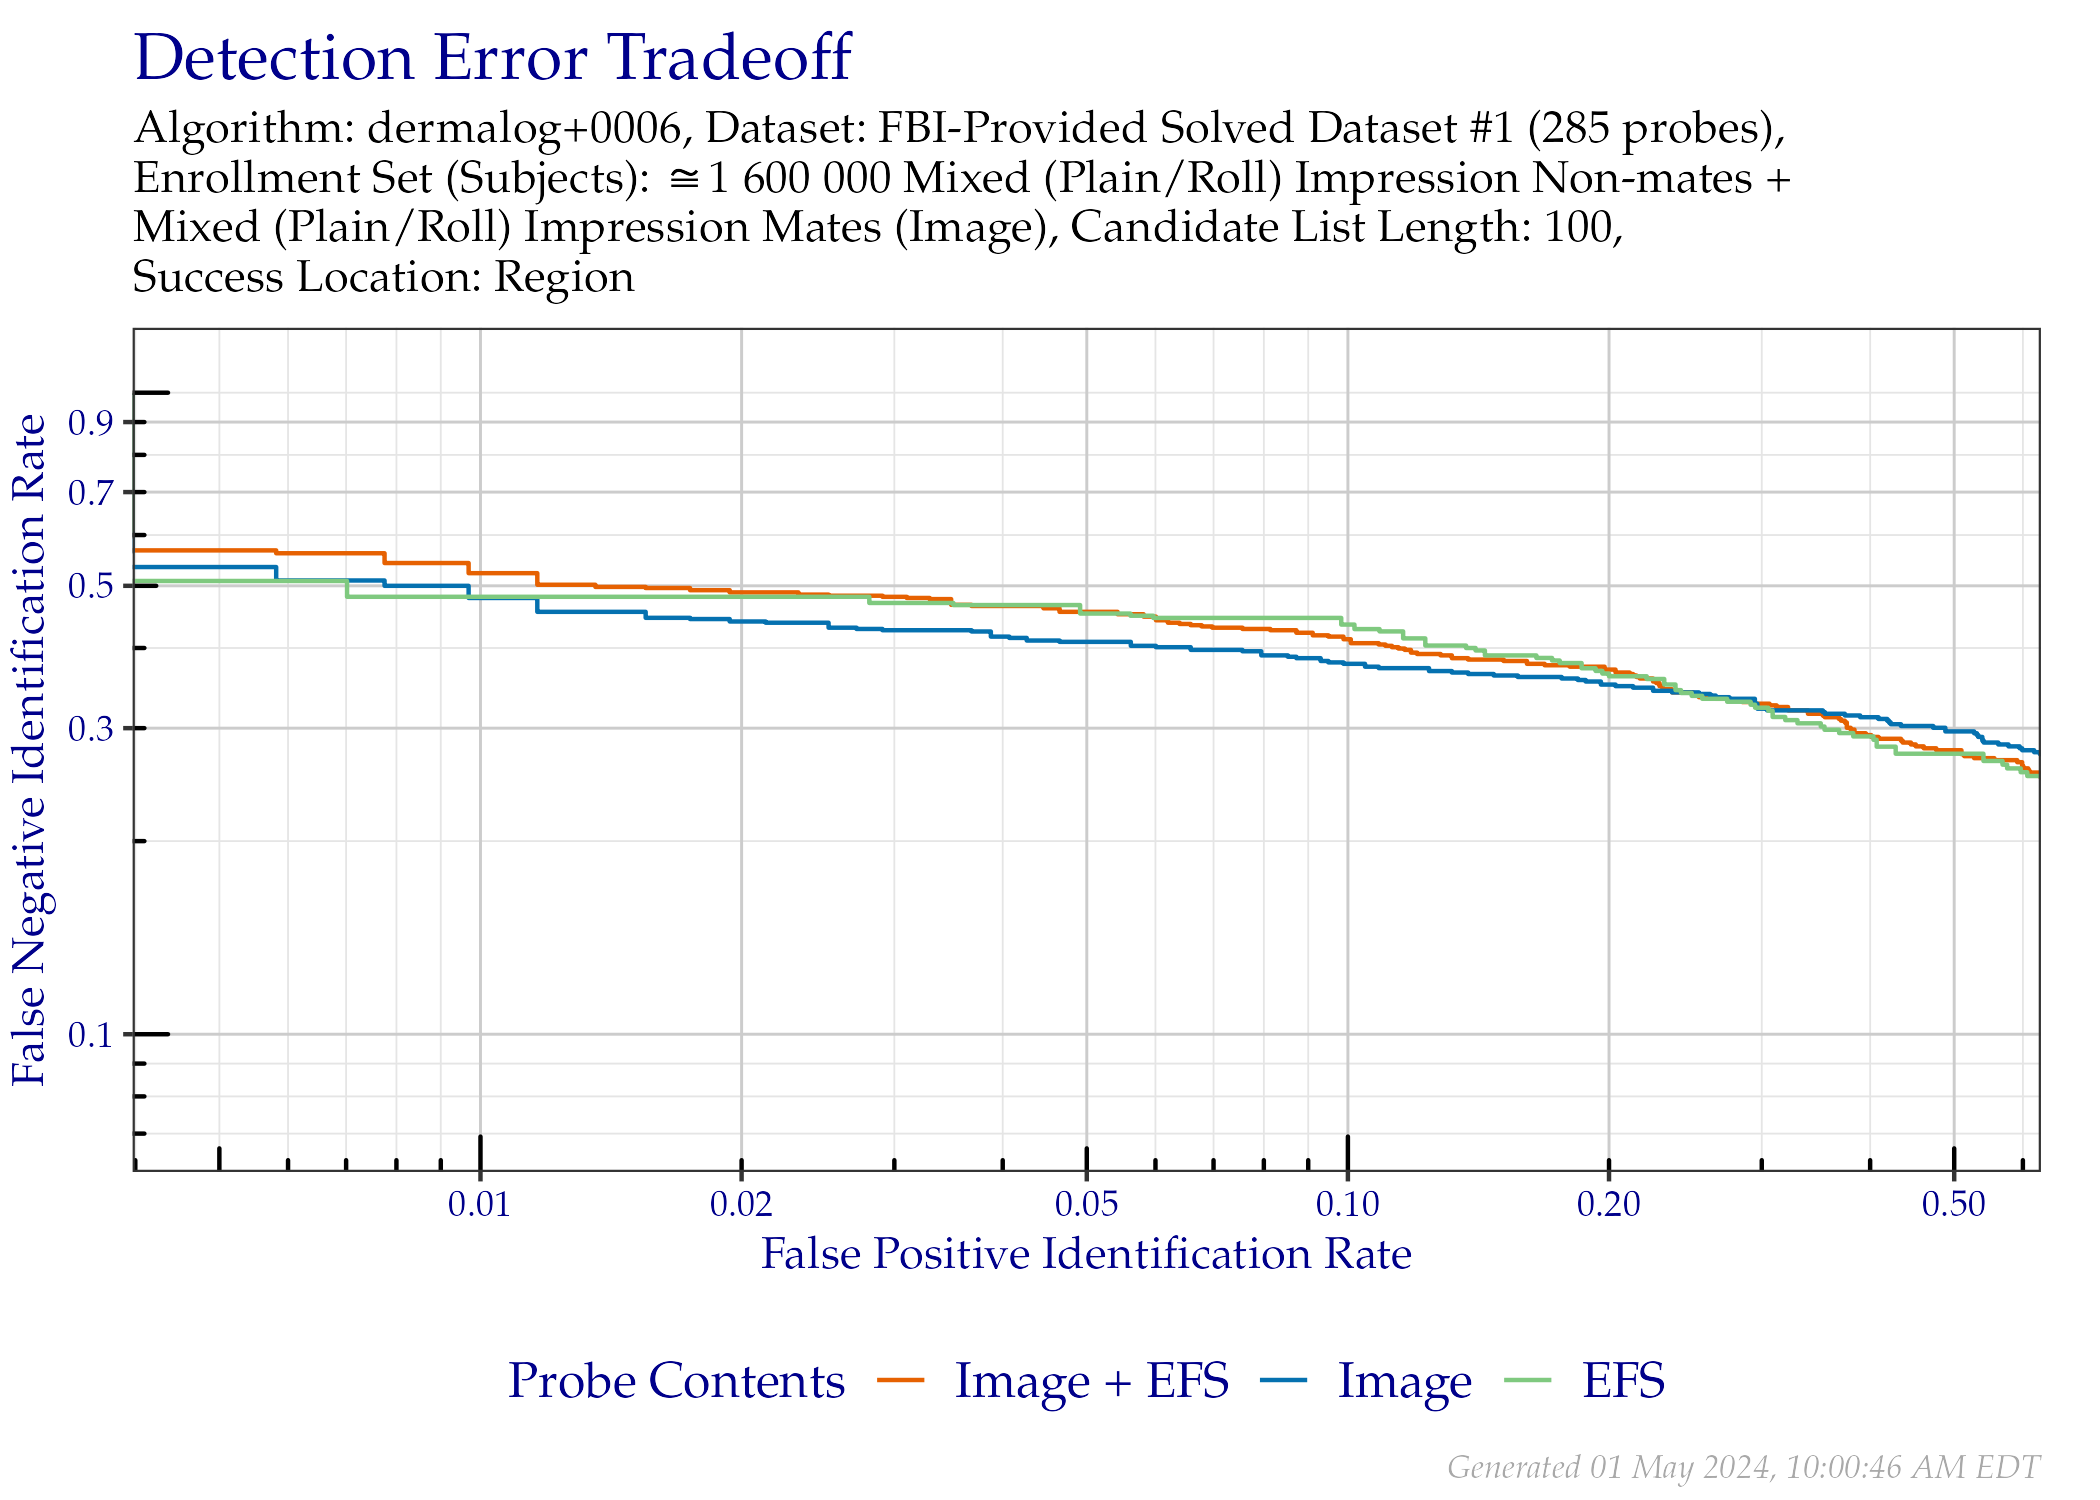 Detection Error Tradeoff
Algorithm: dermalog+0006, Dataset: FBI-Provided Solved Dataset #1 (285 probes),
Enrollment Set (Subjects): ≅1 600 000 Mixed (Plain/Roll) Impression Non-mates +
Mixed (Plain/Roll) Impression Mates (Image), Candidate List Length: 100,
Success Location: Region
False Negative Identification Rate
0.9
0.7
0.5
0.3
0.1
0.01 0.02 0.05 0.10 0.20 0.50
False Positive Identification Rate
Probe Contents Image + EFS Image EFS
Generated 01 May 2024, 10:00:46 AM EDT